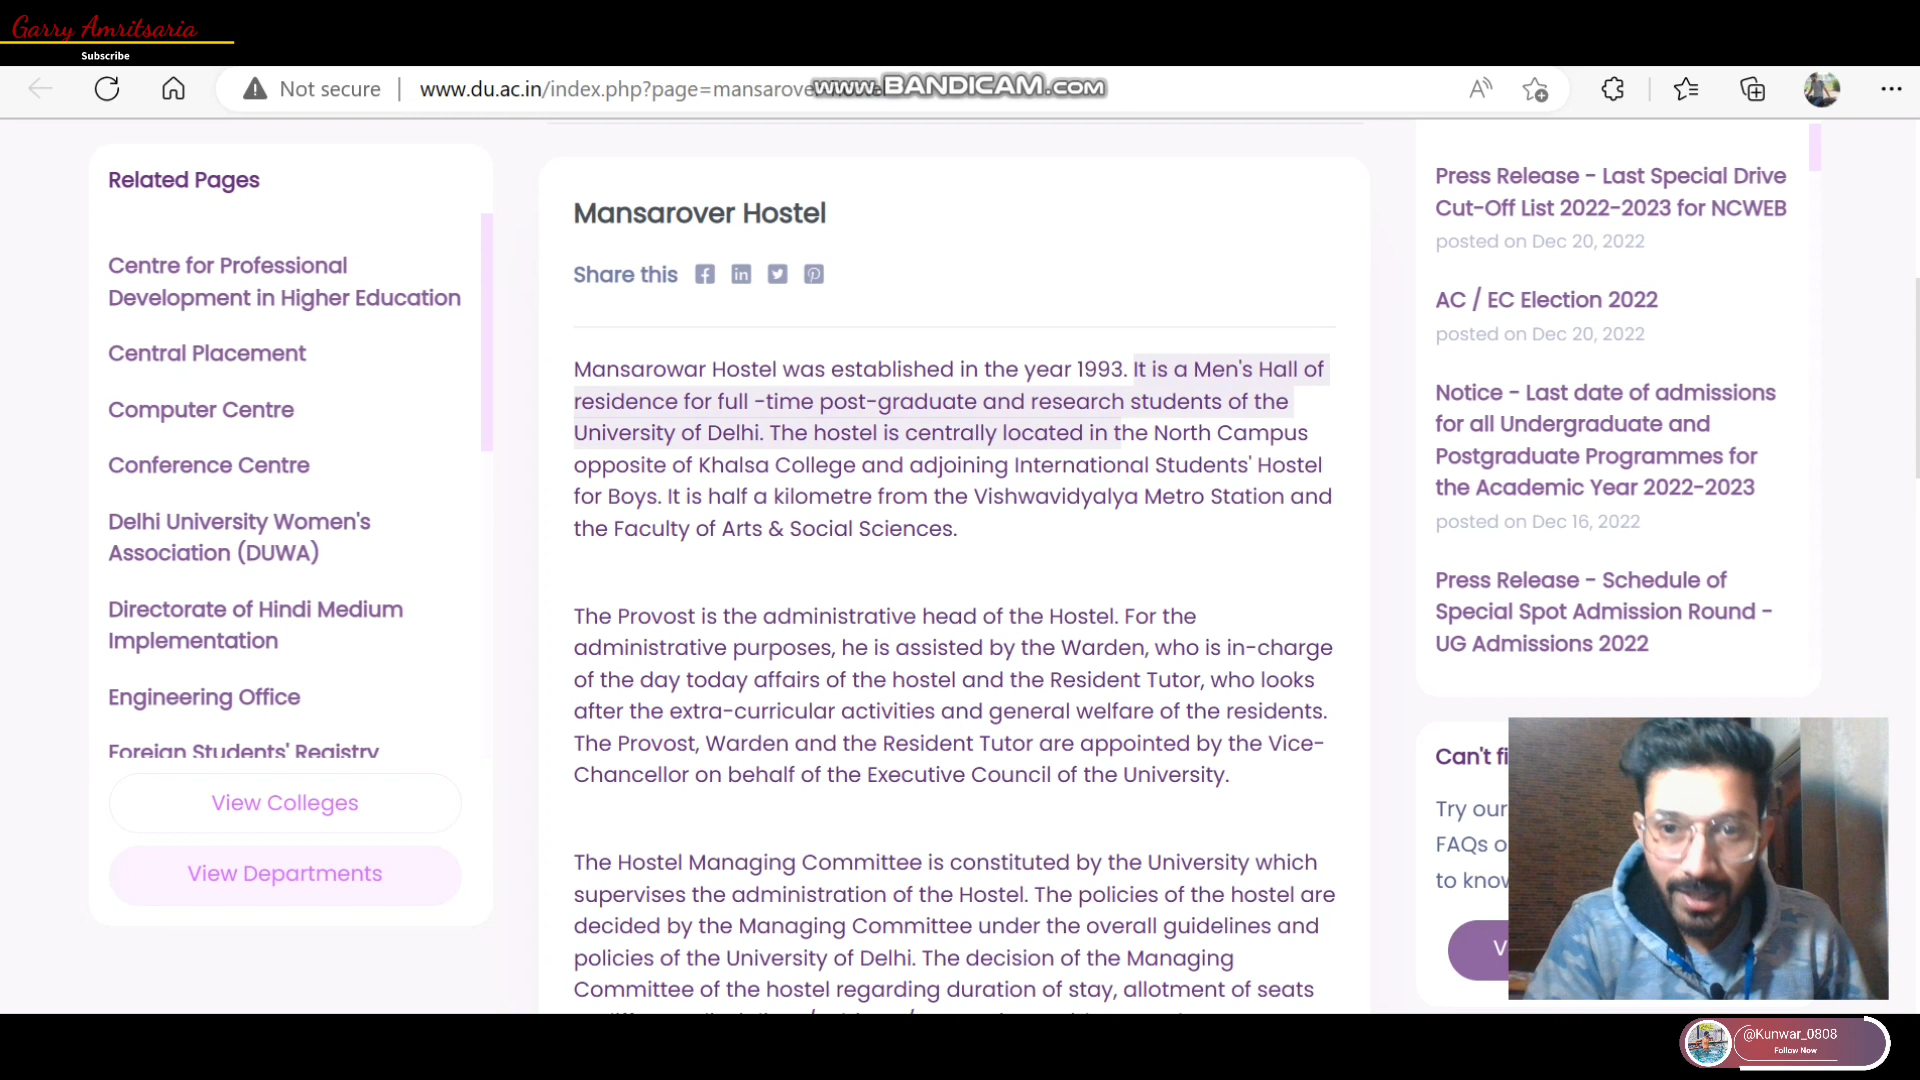 Garry Amritsaria
Subscribe
Not secure
www.du.ac.in/index.php?page=mansarove
www.BANDICAM.com
Related Pages
Centre for Professional
Development in Higher Education
Central Placement
Computer Centre
Conference Centre
Delhi University Women's
Association (DUWA)
Directorate of Hindi Medium
Implementation
Engineering Office
Foreign Students' Registry
View Colleges
View Departments
Mansarover Hostel
Share this
Mansarowar Hostel was established in the year 1993. It is a Men's Hall of
residence for full -time post-graduate and research students of the
University of Delhi. The hostel is centrally located in the North Campus
opposite of Khalsa College and adjoining International Students' Hostel
for Boys. It is half a kilometre from the Vishwavidyalya Metro Station and
the Faculty of Arts & Social Sciences.
The Provost is the administrative head of the Hostel. For the
administrative purposes, he is assisted by the Warden, who is in-charge
of the day today affairs of the hostel and the Resident Tutor, who looks
after the extra-curricular activities and general welfare of the residents.
The Provost, Warden and the Resident Tutor are appointed by the Vice-
Chancellor on behalf of the Executive Council of the University.
The Hostel Managing Committee is constituted by the University which
supervises the administration of the Hostel. The policies of the hostel are
decided by the Managing Committee under the overall guidelines and
policies of the University of Delhi. The decision of the Managing
Committee of the hostel regarding duration of stay, allotment of seats
Press Release - Last Special Drive
Cut-Off List 2022-2023 for NCWEB
posted on Dec 20, 2022
AC / EC Election 2022
posted on Dec 20, 2022
Notice - Last date of admissions
for all Undergraduate and
Postgraduate Programmes for
the Academic Year 2022-2023
posted on Dec 16, 2022
Press Release - Schedule of
Special Spot Admission Round -
UG Admissions 2022
Can't fi
Try our
FAQs o
to know
V
@Kunwar_0808
Follow Now